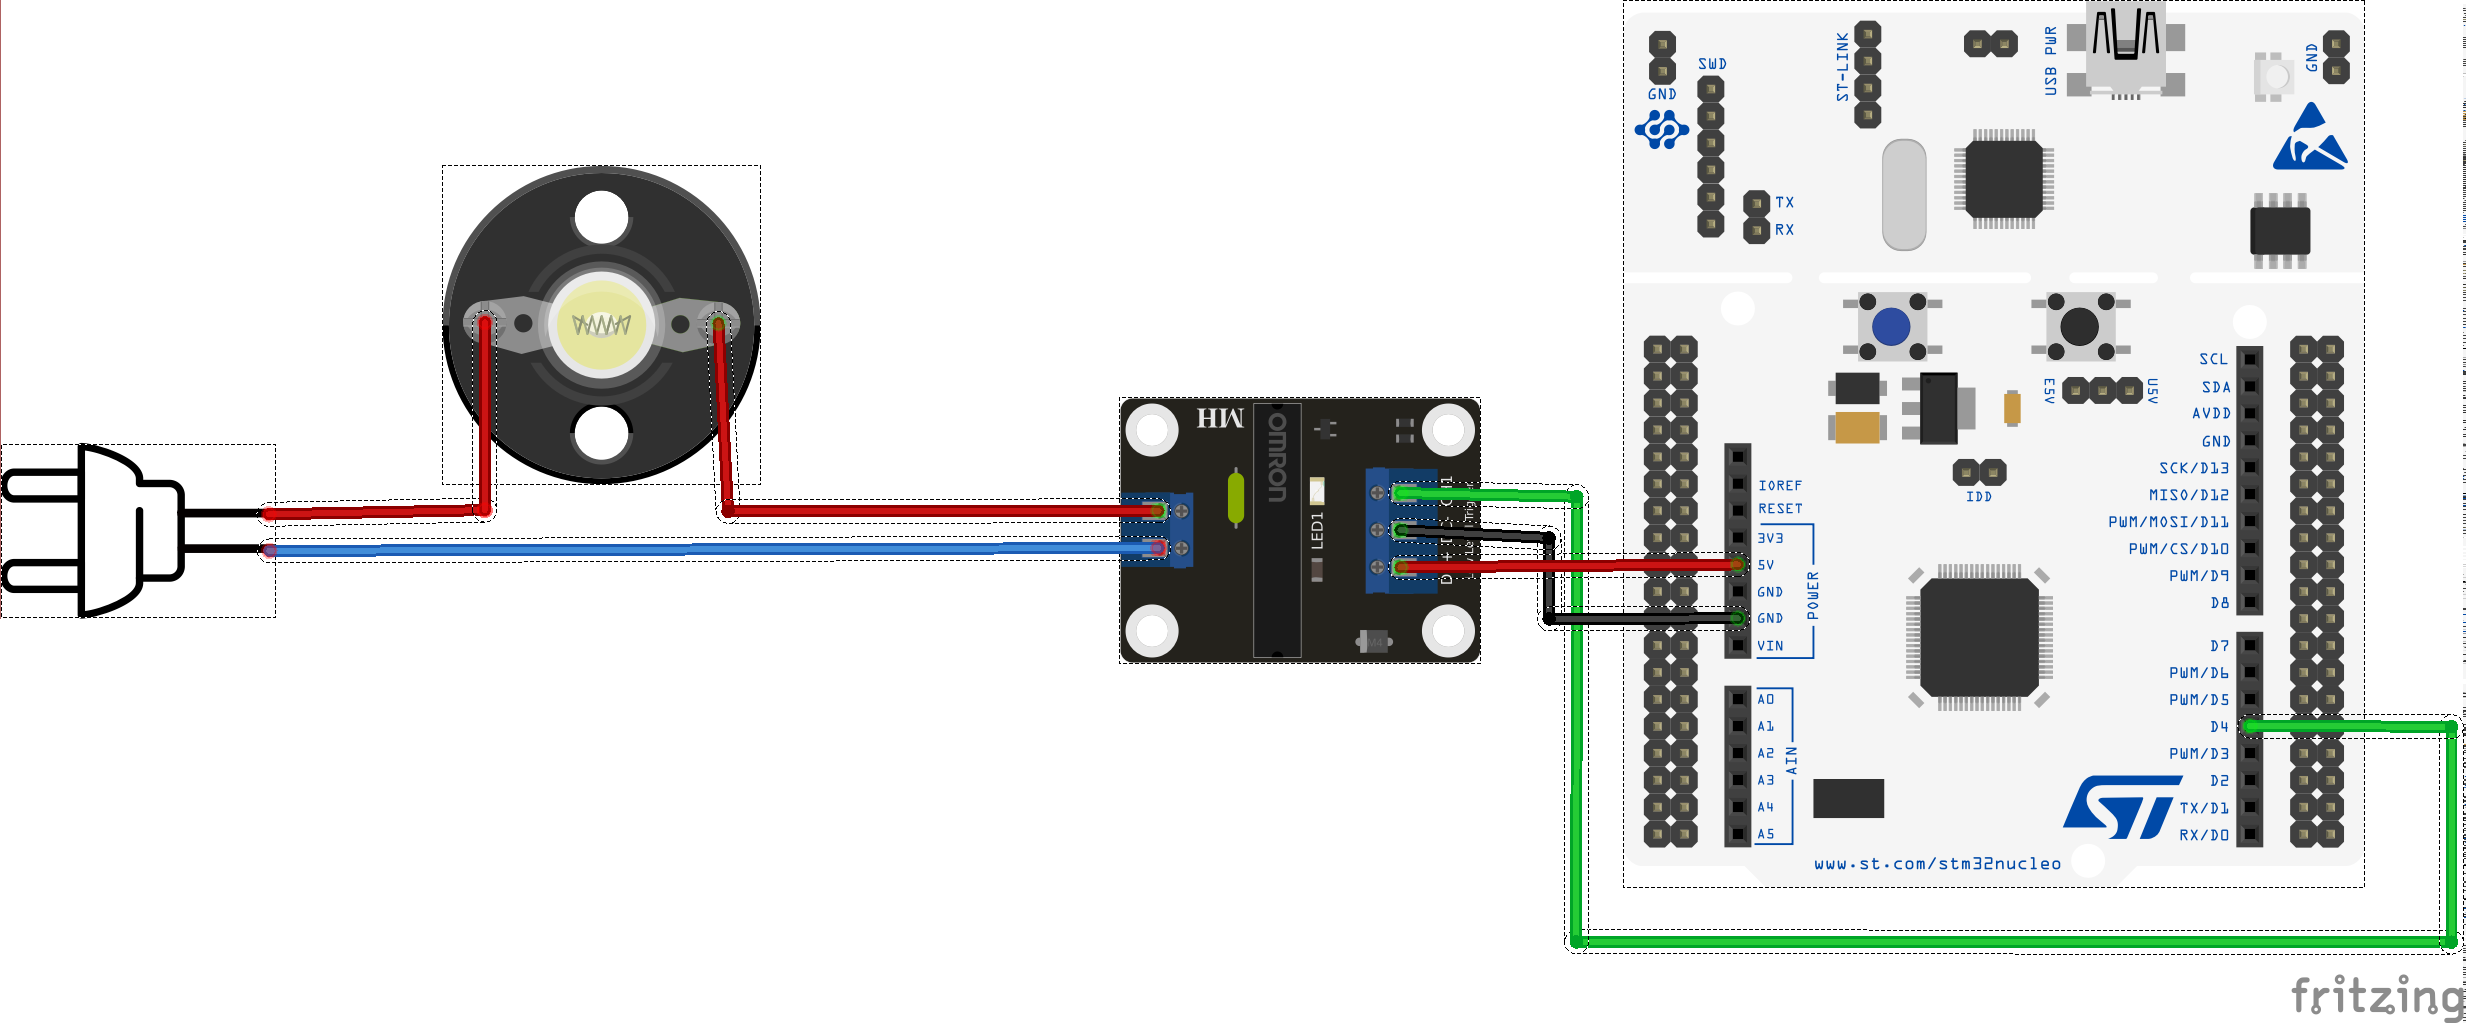 USB PWR
GND
SWD
ST-LINK
GND
TX
RX
SCL
SDA
E5V
U5V
AVDD
MH
OMRON
GND
SCK/D13
IOREF
IDD
MISO/D12
RESET
PWM/MOSI/D11
CH1
LED1
3V3
PWM/CS/D10
5V
PWM/D9
GND
POWER
D8
GND
VIN
D7
PWM/D6
A0
PWM/D5
A1
D4
A2
AIN
PWM/D3
A3
D2
A4
ST
TX/D1
A5
RX/D0
www.st.com/stm32nucleo
fritzing